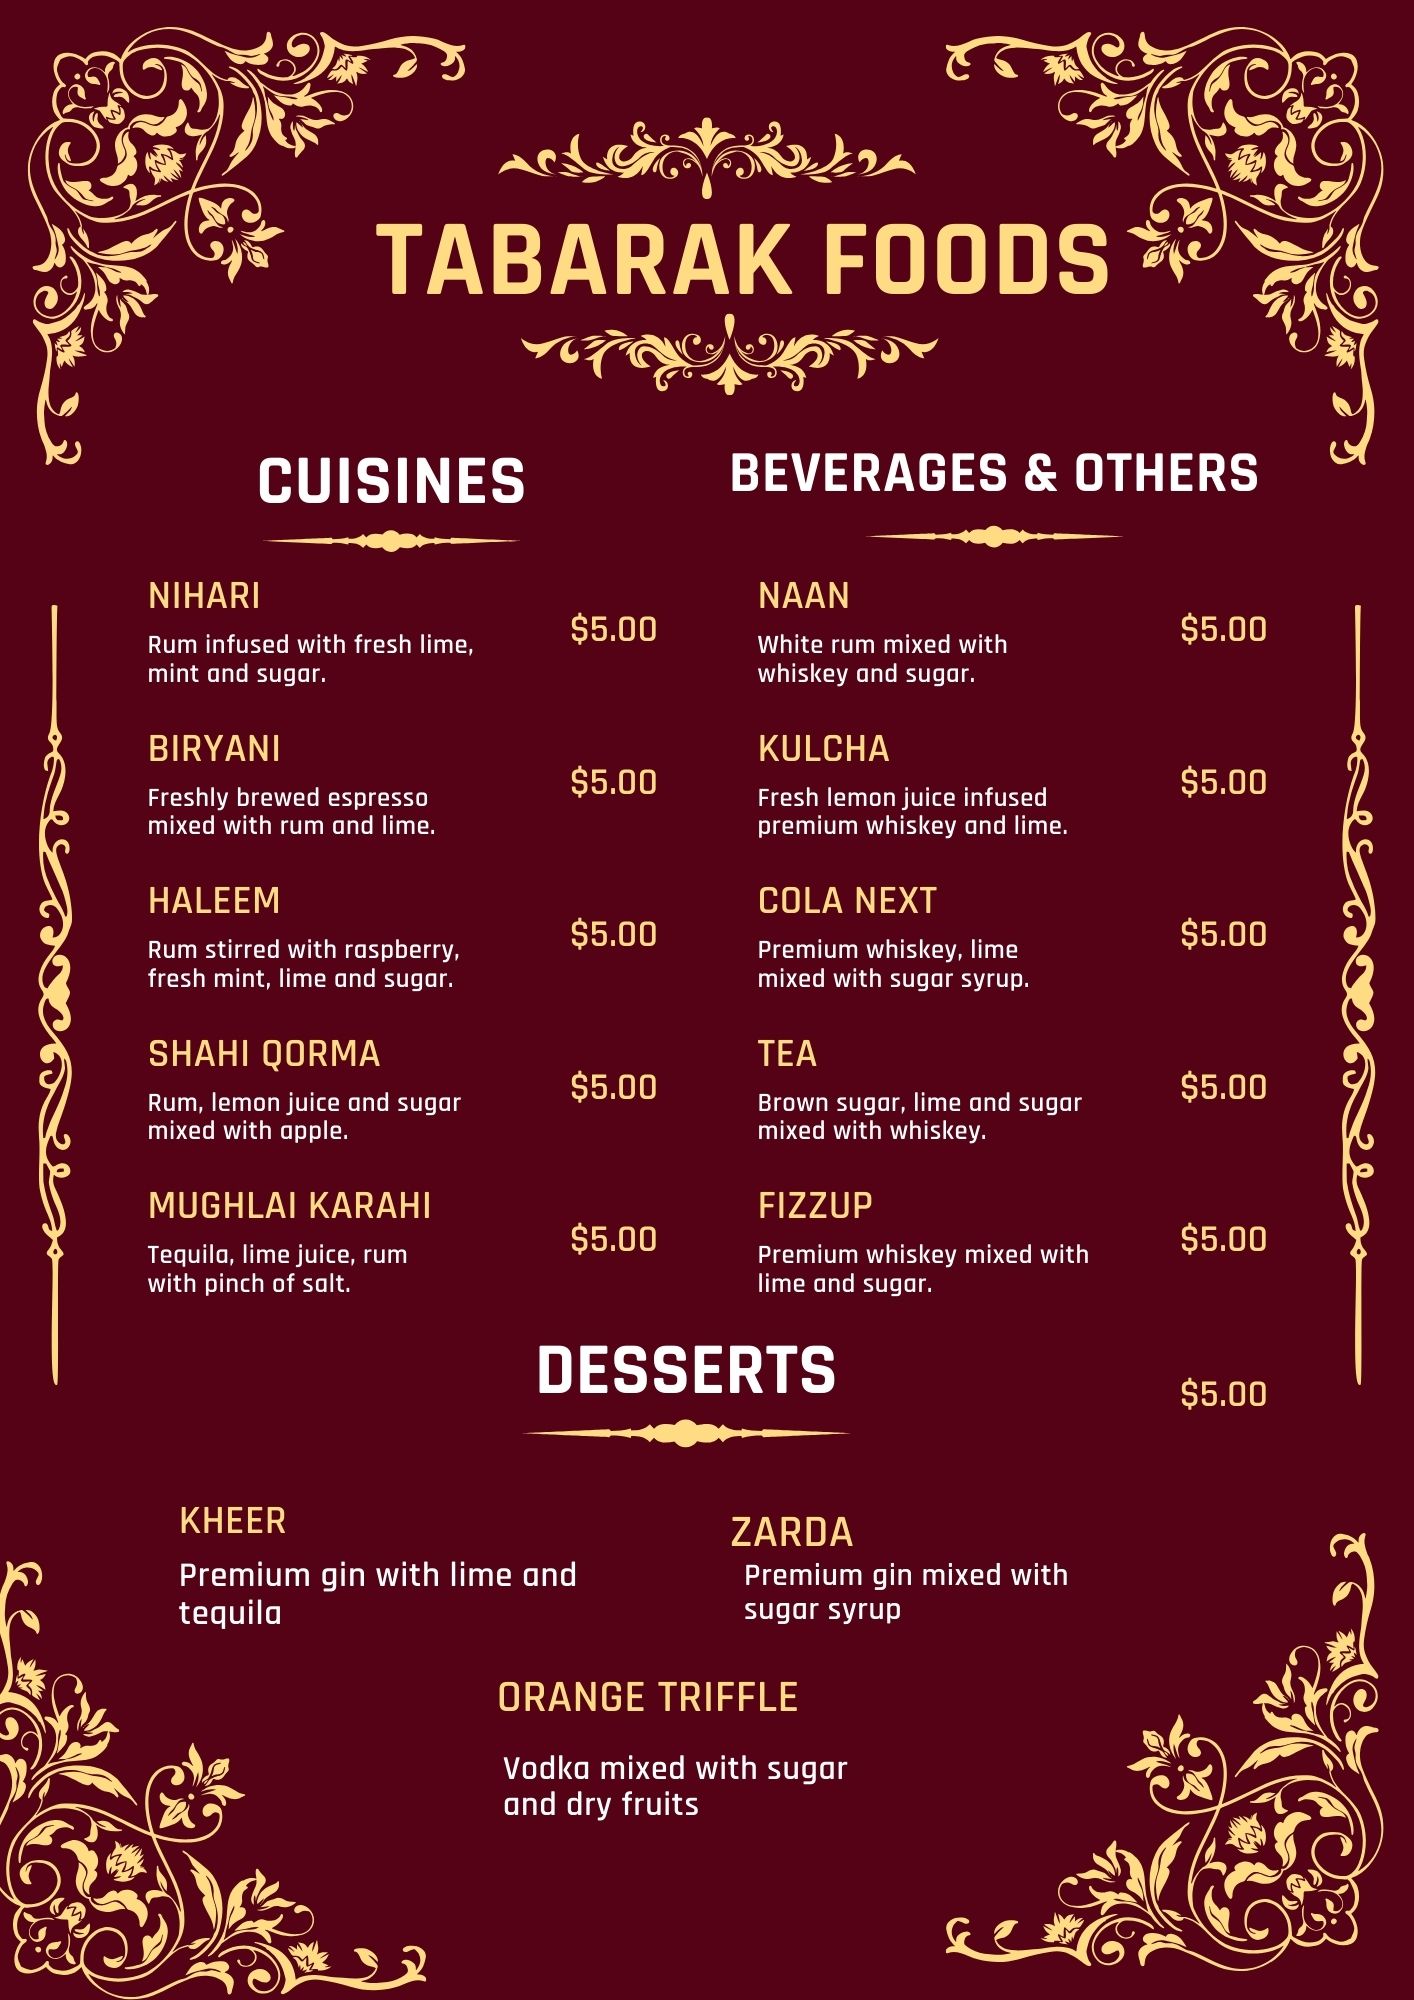 TABARAK FOODS
CUISINES
NIHARI
$5.00
Rum infused with fresh lime,
mint and sugar.
BIRYANI
$5.00
Freshly brewed espresso
mixed with rum and lime.
HALEEM
$5.00
Rum stirred with raspberry,
fresh mint, lime and sugar.
SHAHI QORMA
$5.00
Rum, lemon juice and sugar
mixed with apple.
MUGHLAI KARAHI
$5.00
Tequila, lime juice, rum
with pinch of salt.
BEVERAGES & OTHERS
NAAN
$5.00
White rum mixed with
whiskey and sugar.
KULCHA
$5.00
Fresh lemon juice infused
premium whiskey and lime.
COLA NEXT
$5.00
Premium whiskey, lime
mixed with sugar syrup.
TEA
$5.00
Brown sugar, lime and sugar
mixed with whiskey.
FIZZUP
$5.00
Premium whiskey mixed with
lime and sugar.
DESSERTS
$5.00
KHEER
Premium gin with lime and
tequila
ZARDA
Premium gin mixed with
sugar syrup
ORANGE TRIFFLE
Vodka mixed with sugar
and dry fruits